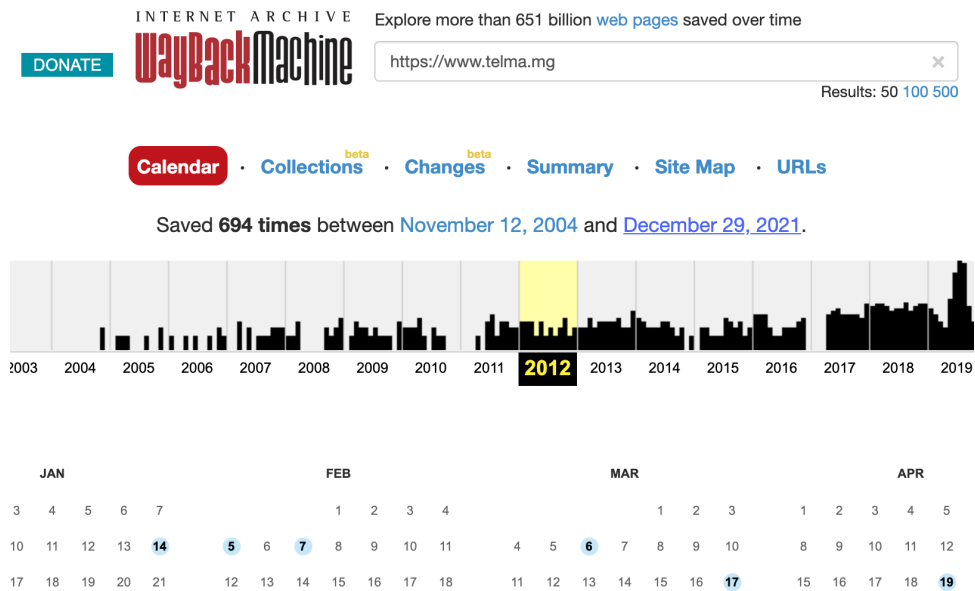 INTERNET ARCHIVE
WayBackMachine
DONATE
Explore more than 651 billion web pages saved over time
https://www.telma.mg ×
Results: 50 100 500
Calendar · Collections beta · Changes beta · Summary · Site Map · URLs
Saved 694 times between November 12, 2004 and December 29, 2021.
2003 2004 2005 2006 2007 2008 2009 2010 2011 2012 2013 2014 2015 2016 2017 2018 2019
JAN FEB MAR APR
3 4 5 6 7 1 2 3 4 1 2 3 1 2 3 4 5
10 11 12 13 14 5 6 7 8 9 10 11 4 5 6 7 8 9 10 8 9 10 11 12
17 18 19 20 21 12 13 14 15 16 17 18 11 12 13 14 15 16 17 15 16 17 18 19